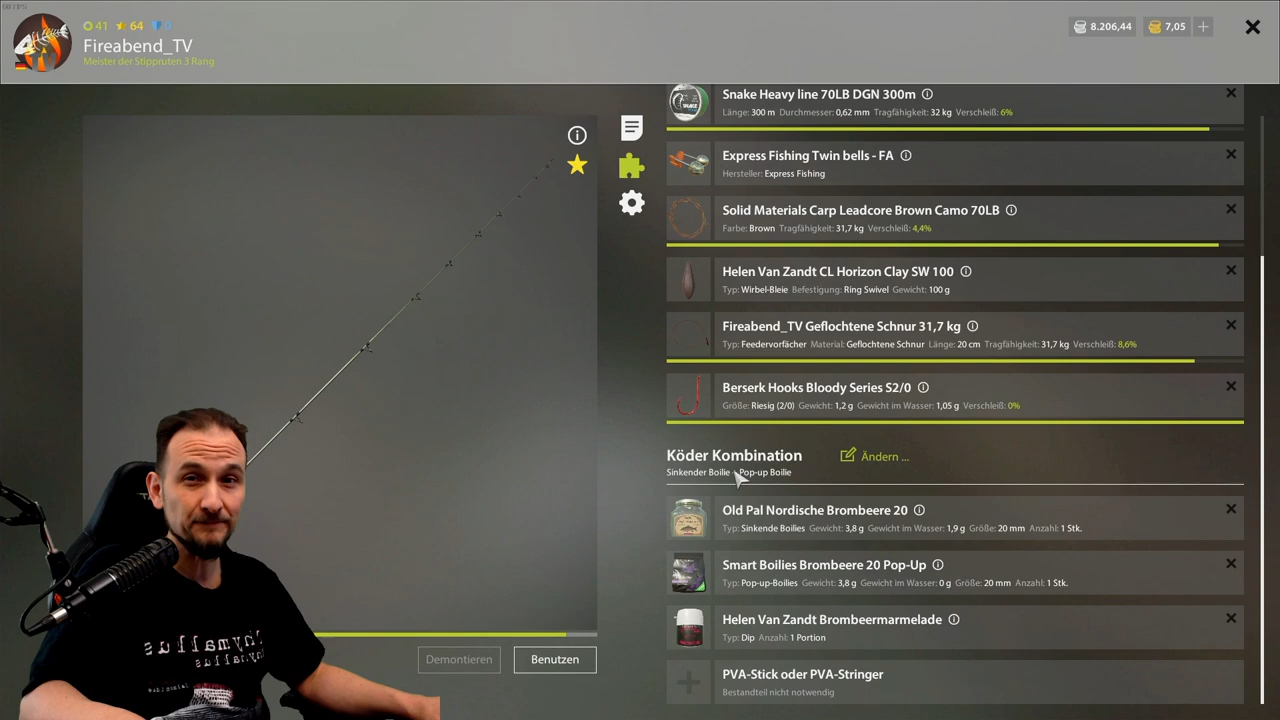 41 64 0
Fireabend_TV
Meister der Stippruten 3 Rang
8.206,44
7,05
Snake Heavy line 70LB DGN 300m
Länge: 300 m Durchmesser: 0,62 mm Tragfähigkeit: 32 kg Verschleiß: 6%
Express Fishing Twin bells - FA
Hersteller: Express Fishing
Solid Materials Carp Leadcore Brown Camo 70LB
Farbe: Brown Tragfähigkeit: 31,7 kg Verschleiß: 4,4%
Helen Van Zandt CL Horizon Clay SW 100
Typ: Wirbel-Bleie Befestigung: Ring Swivel Gewicht: 100 g
Fireabend_TV Geflochtene Schnur 31,7 kg
Typ: Feedervorfächer Material: Geflochtene Schnur Länge: 20 cm Tragfähigkeit: 31,7 kg Verschleiß: 8,6%
Berserk Hooks Bloody Series S2/0
Größe: Riesig (2/0) Gewicht: 1,2 g Gewicht im Wasser: 1,05 g Verschleiß: 0%
Köder Kombination
Ändern ...
Sinkender Boilie + Pop-up Boilie
Old Pal Nordische Brombeere 20
Typ: Sinkende Boilies Gewicht: 3,8 g Gewicht im Wasser: 1,9 g Größe: 20 mm Anzahl: 1 Stk.
Smart Boilies Brombeere 20 Pop-Up
Typ: Pop-up-Boilies Gewicht: 3,8 g Gewicht im Wasser: 0 g Größe: 20 mm Anzahl: 1 Stk.
Helen Van Zandt Brombeermarmelade
Typ: Dip Anzahl: 1 Portion
PVA-Stick oder PVA-Stringer
Bestandteil nicht notwendig
Demontieren
Benutzen